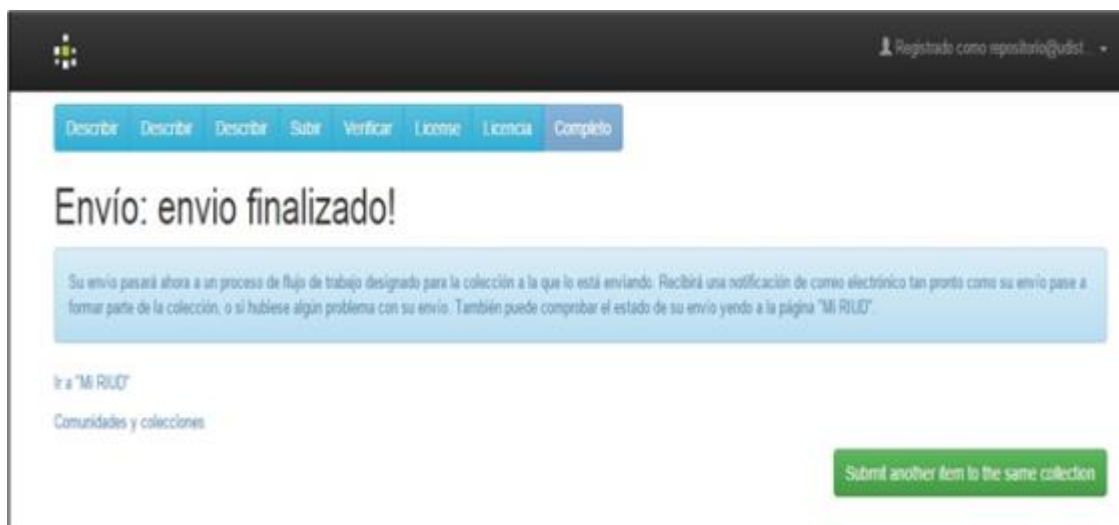 Registrado como repositorio@udist...
Describir Describir Describir Subir Verificar License Licencia Completo
Envío: envio finalizado!
Su envío pasará ahora a un proceso de flujo de trabajo designado para la colección a la que lo está enviando. Recibirá una notificación de correo electrónico tan pronto como su envío pase a
formar parte de la colección, o si hubiese algún problema con su envío. También puede comprobar el estado de su envío yendo a la página "Mi RIUD".
Ir a "Mi RIUD"
Comunidades y colecciones
Submit another item to the same collection